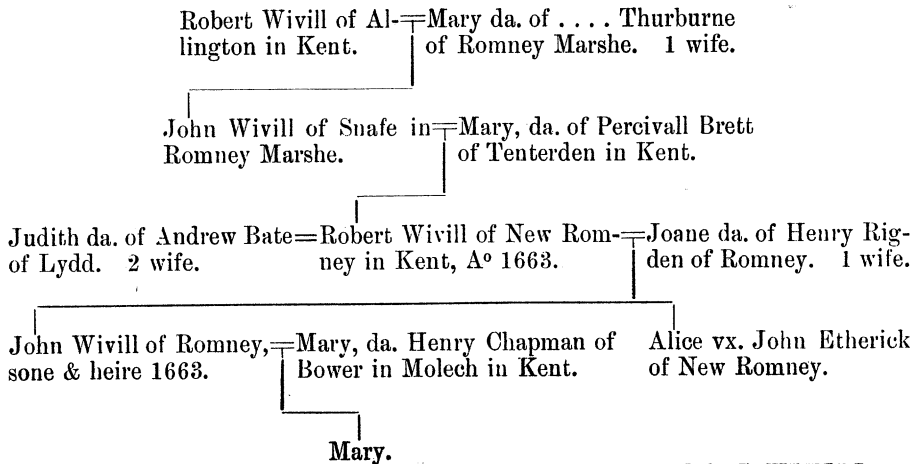 Robert Wivill of Al-=Mary da. of . . . . Thurburne
lington in Kent. of Romney Marshe. 1 wife.
John Wivill of Snafe in=Mary, da. of Percivall Brett
Romney Marshe. of Tenterden in Kent.
Judith da. of Andrew Bate=Robert Wivill of New Rom-=Joane da. of Henry Rig-
of Lydd. 2 wife. ney in Kent, Aº 1663. den of Romney. 1 wife.
John Wivill of Romney,=Mary, da. Henry Chapman of Alice vx. John Etherick
sone & heire 1663. Bower in Molech in Kent. of New Romney.
Mary.